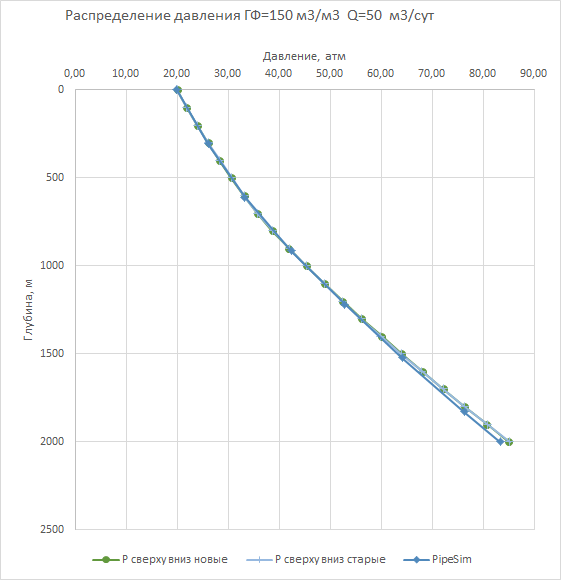 Распределение давления ГФ=150 м3/м3 Q=50 м3/сут
Давление, атм
0,00 10,00 20,00 30,00 40,00 50,00 60,00 70,00 80,00 90,00
0
500
1000
1500
2000
2500
Глубина, м
Р сверху вниз новые Р сверху вниз старые PipeSim